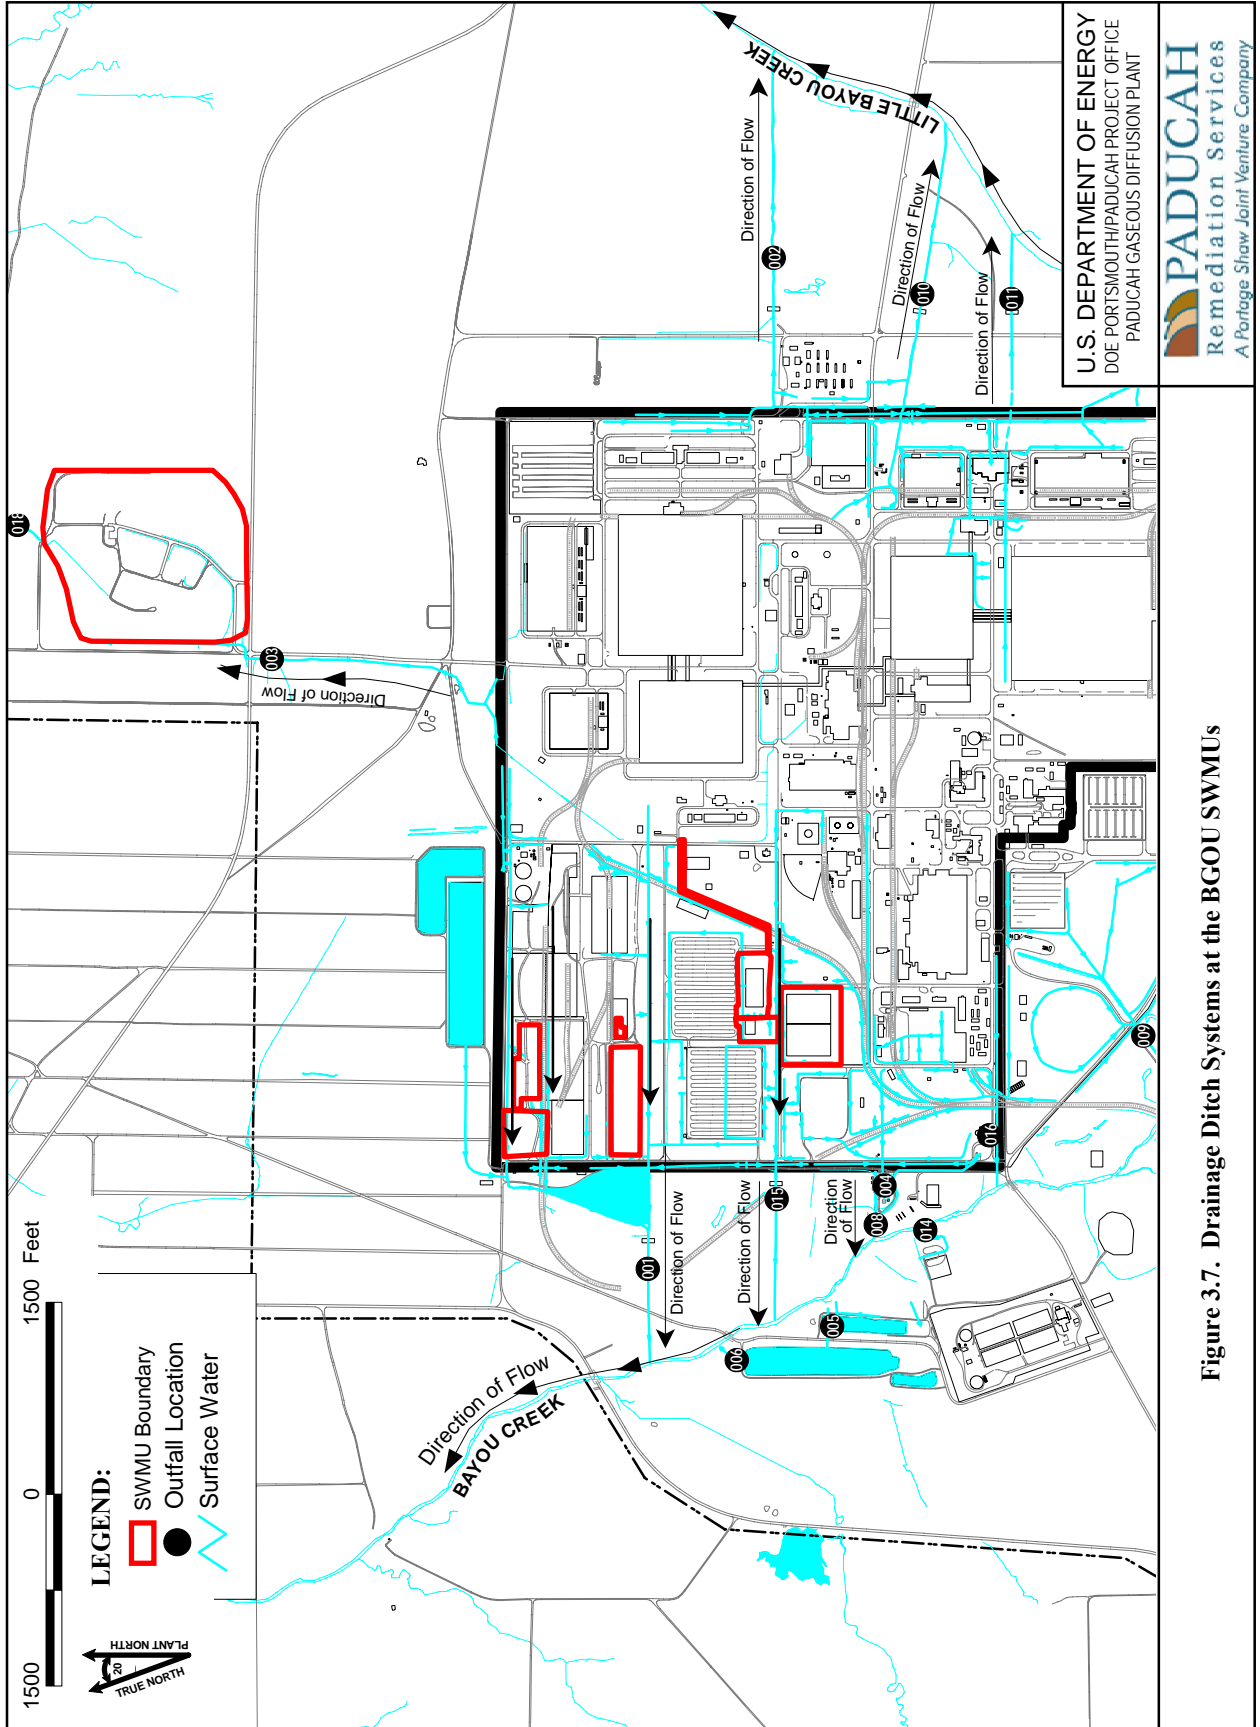 1500 0 1500 Feet
LEGEND:
SWMU Boundary
Outfall Location
Surface Water
PLANT NORTH
20
TRUE NORTH
018
003
Direction of Flow
LITTLE BAYOU CREEK
Direction of Flow
002
Direction of Flow
010
Direction of Flow
011
001
Direction of Flow
015
Direction of Flow
Direction
of Flow
004
008
016
014
009
005
006
Direction of Flow
BAYOU CREEK
U.S. DEPARTMENT OF ENERGY
DOE PORTSMOUTH/PADUCAH PROJECT OFFICE
PADUCAH GASEOUS DIFFUSION PLANT
PADUCAH
Remediation Services
A Portage Shaw Joint Venture Company
Figure 3.7. Drainage Ditch Systems at the BGOU SWMUs